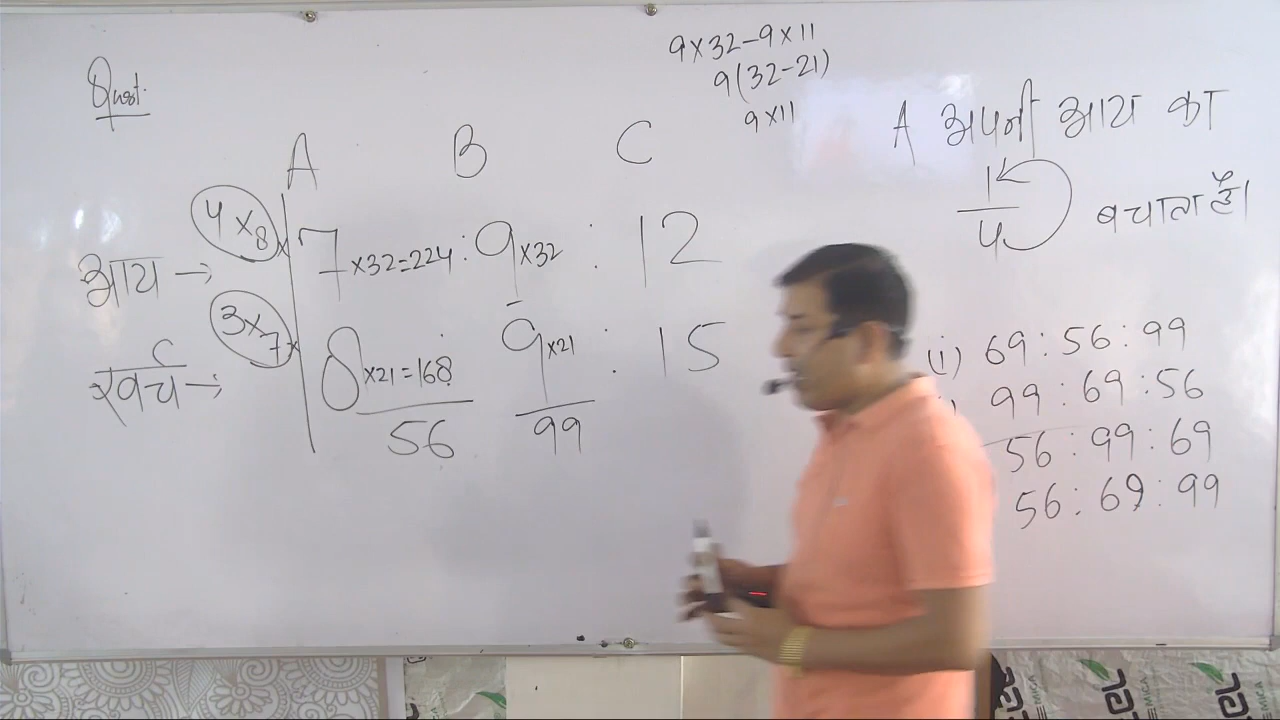 Quest.
9×32-9×11
9(32-21)
9×11
A B C
4×8
आय → 7×32=224 : 9×32 : 12
3×7
खर्च → 8×21=168 : 9×21 : 15
56 99
A अपनी आय का
1/4 बचाता है।
(i) 69 : 56 : 99
99 : 69 : 56
56 : 99 : 69
56 : 69 : 99